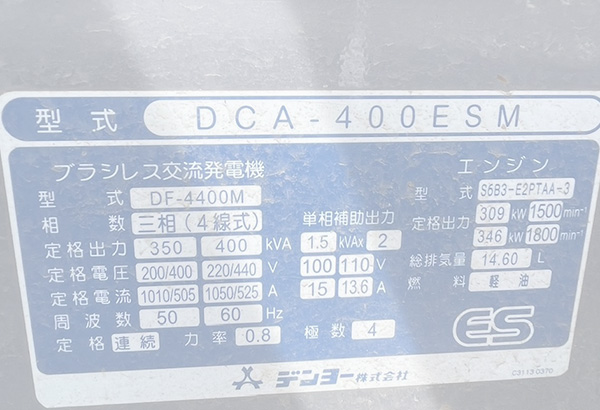 型式 DCA-400ESM
ブラシレス交流発電機
型式 DF-4400M
相数 三相(4線式)
定格出力 350 400 kVA
定格電圧 200/400 220/440 V
定格電流 1010/505 1050/525 A
周波数 50 60 Hz
定格 連続 力率 0.8 極数 4
単相補助出力
1.5 kVAx 2
100 110 V
15 13.6 A
エンジン
型式 S6B3-E2PTAA-3
定格出力 309 kW 1500 min⁻¹
346 kW 1800 min⁻¹
総排気量 14.60 L
燃料 軽油
ES
デンヨー株式会社
C3113 0370